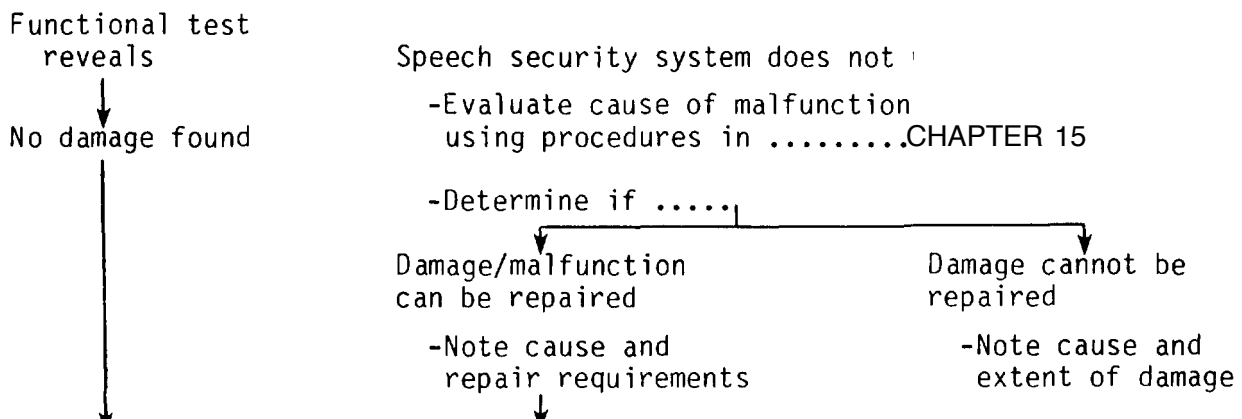 Functional test
reveals
No damage found
Speech security system does not
-Evaluate cause of malfunction
using procedures in .........CHAPTER 15
-Determine if .....
Damage/malfunction
can be repaired
-Note cause and
repair requirements
Damage cannot be
repaired
-Note cause and
extent of damage